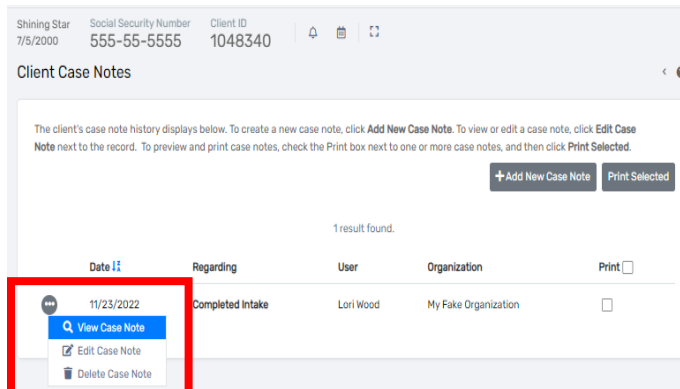 Shining Star
7/5/2000
Social Security Number
555-55-5555
Client ID
1048340
Client Case Notes
The client's case note history displays below. To create a new case note, click Add New Case Note. To view or edit a case note, click Edit Case
Note next to the record. To preview and print case notes, check the Print box next to one or more case notes, and then click Print Selected.
Add New Case Note Print Selected
1 result found.
Date Regarding User Organization Print
11/23/2022 Completed Intake Lori Wood My Fake Organization
View Case Note
Edit Case Note
Delete Case Note